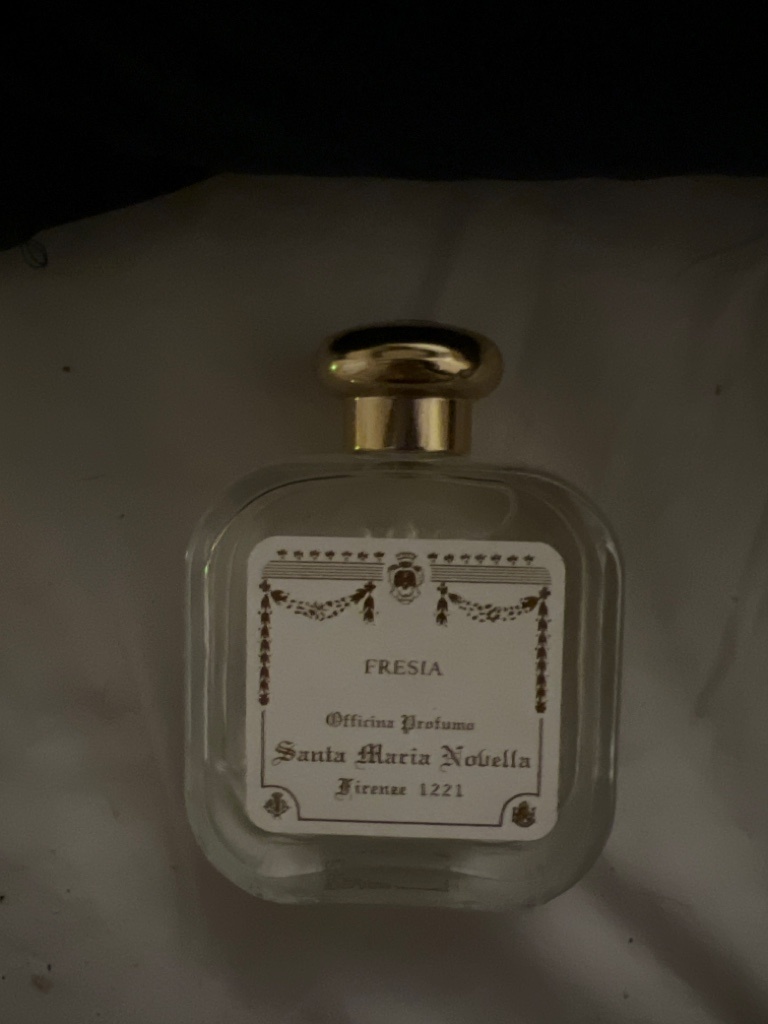 FRESIA
Officina Profumo
Santa Maria Novella
Firenze 1221